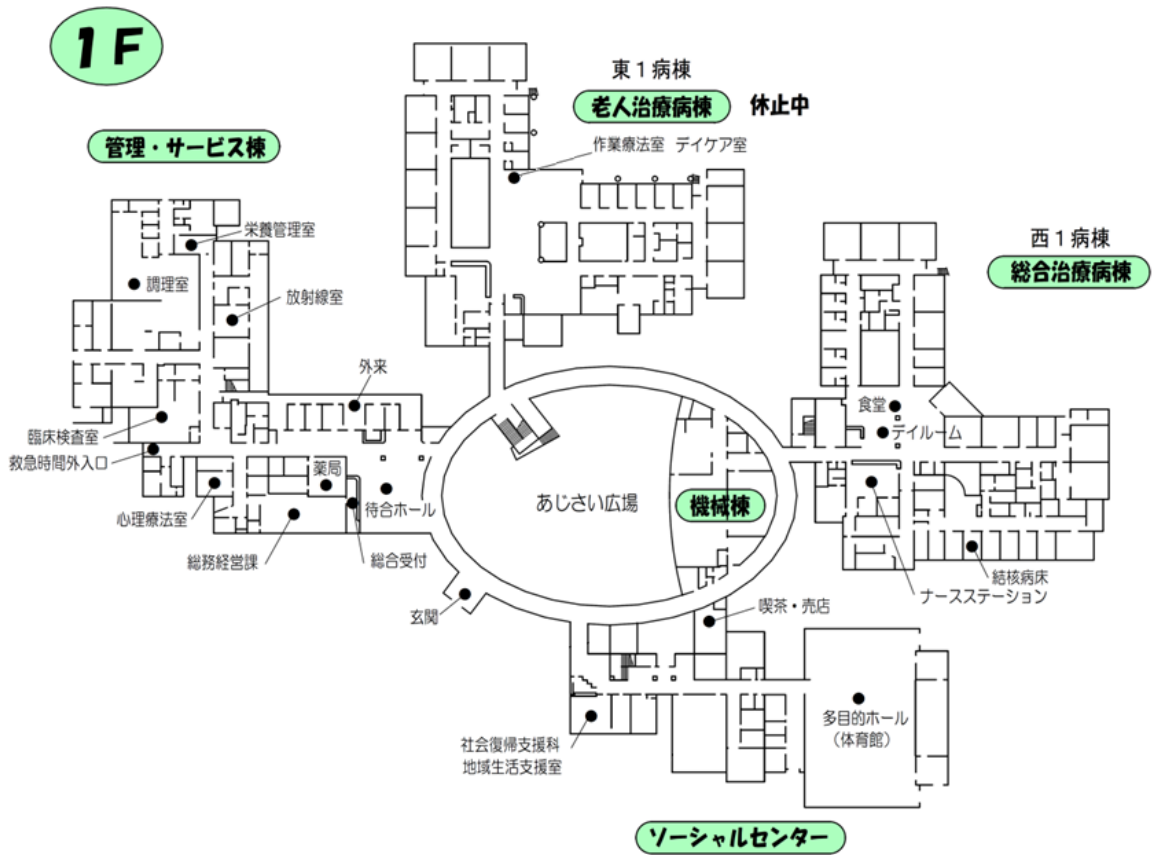 1F
東1病棟
老人治療病棟 休止中
作業療法室 デイケア室
管理・サービス棟
栄養管理室
調理室
放射線室
外来
臨床検査室
救急時間外入口
薬局
心理療法室
待合ホール
総務経営課
総合受付
玄関
西1病棟
総合治療病棟
食堂
デイルーム
あじさい広場
機械棟
結核病床
ナースステーション
喫茶・売店
社会復帰支援科
地域生活支援室
多目的ホール
(体育館)
ソーシャルセンター